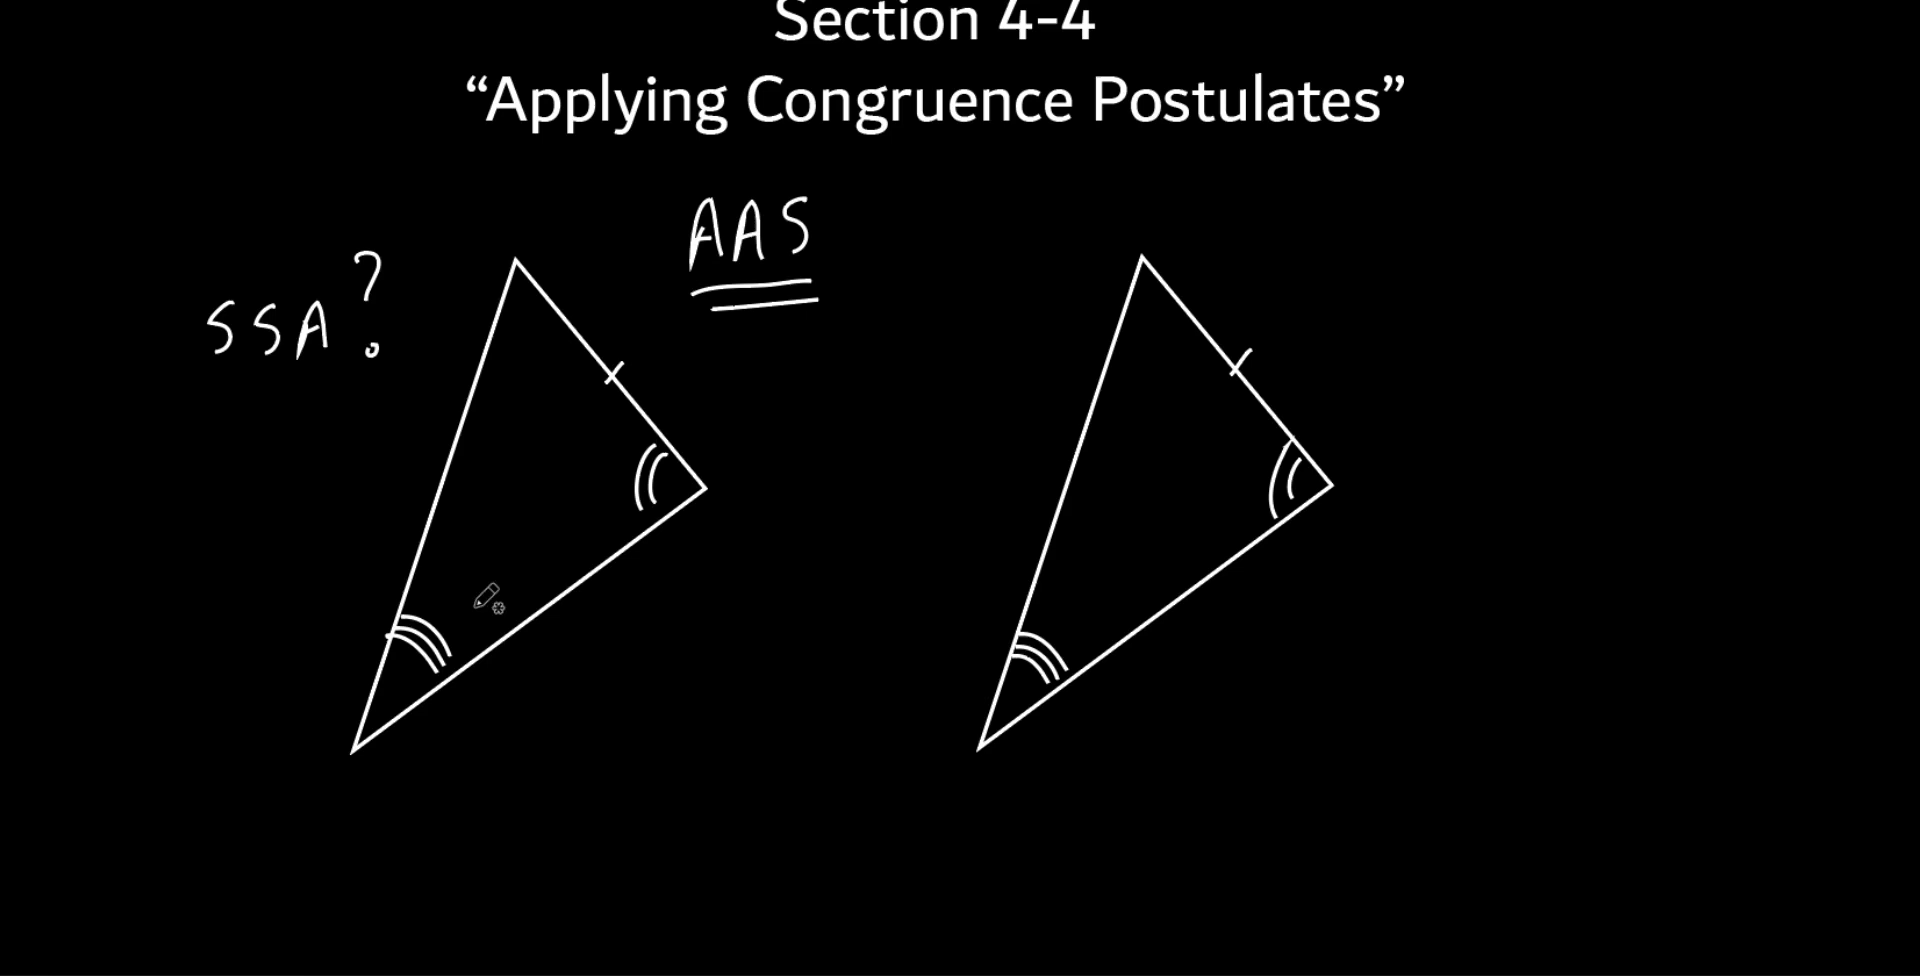 Section 4-4
“Applying Congruence Postulates”
AAS
SSA?